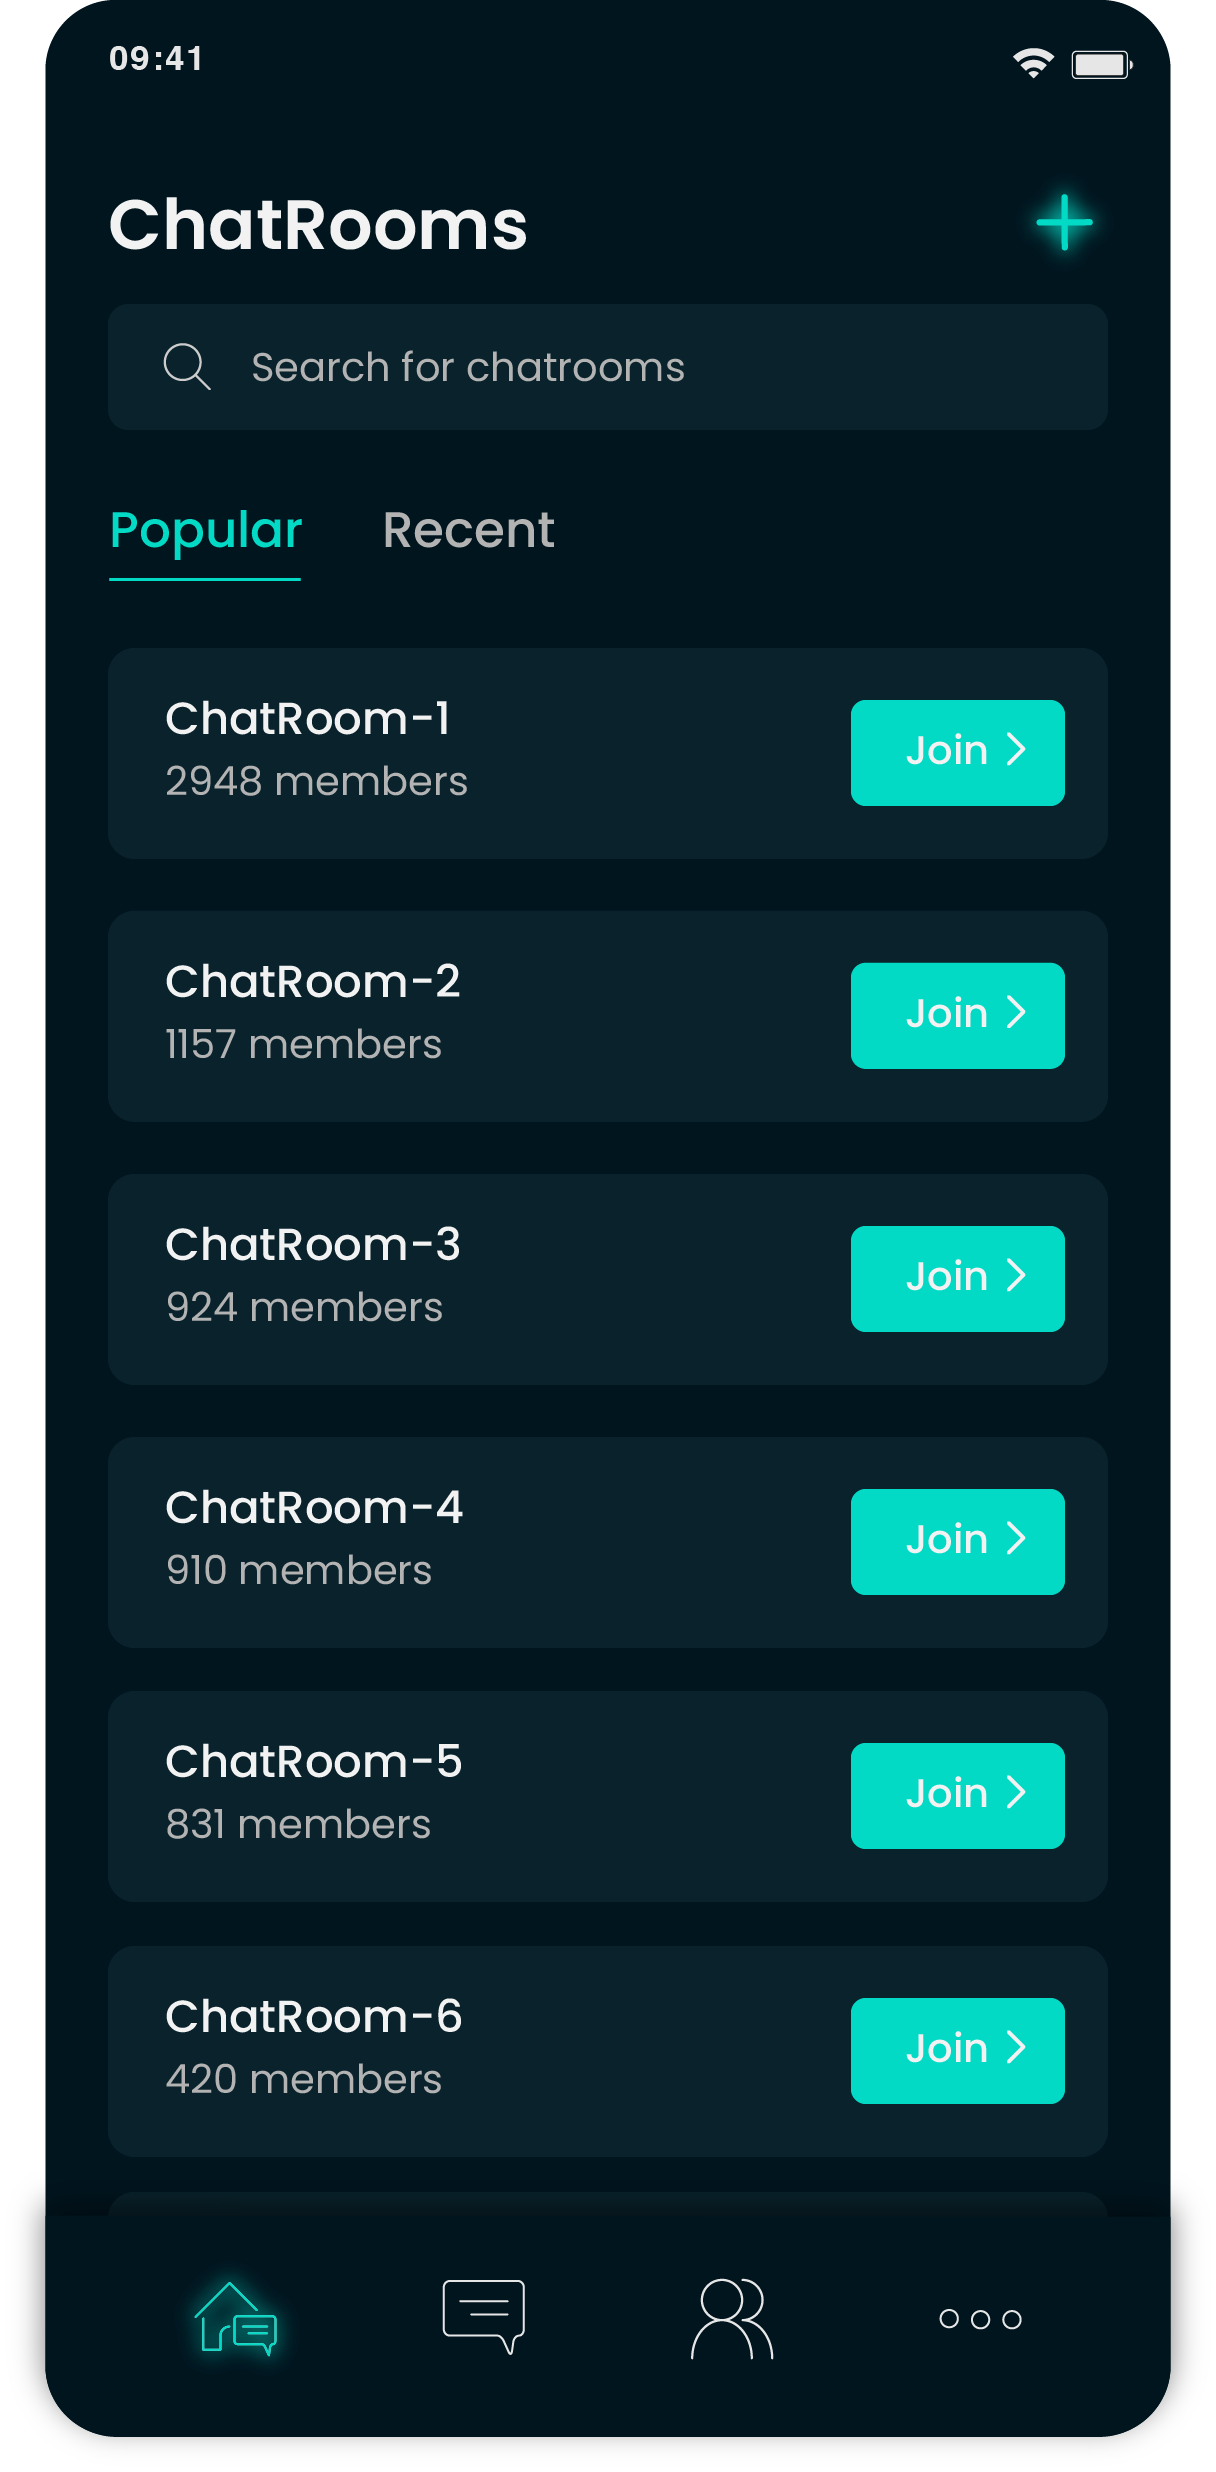 09:41
ChatRooms
Search for chatrooms
Popular Recent
ChatRoom-1
2948 members
Join
ChatRoom-2
1157 members
Join
ChatRoom-3
924 members
Join
ChatRoom-4
910 members
Join
ChatRoom-5
831 members
Join
ChatRoom-6
420 members
Join